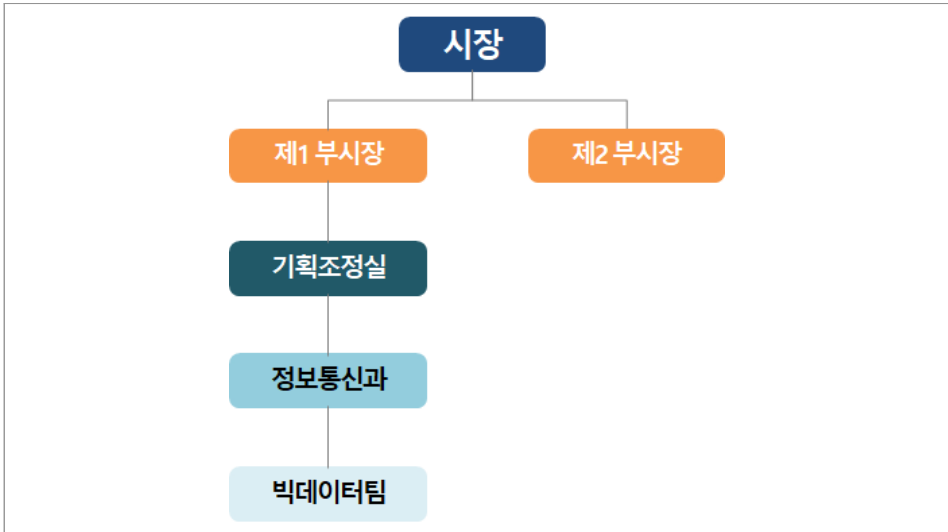 시장
제1 부시장
제2 부시장
기획조정실
정보통신과
빅데이터팀